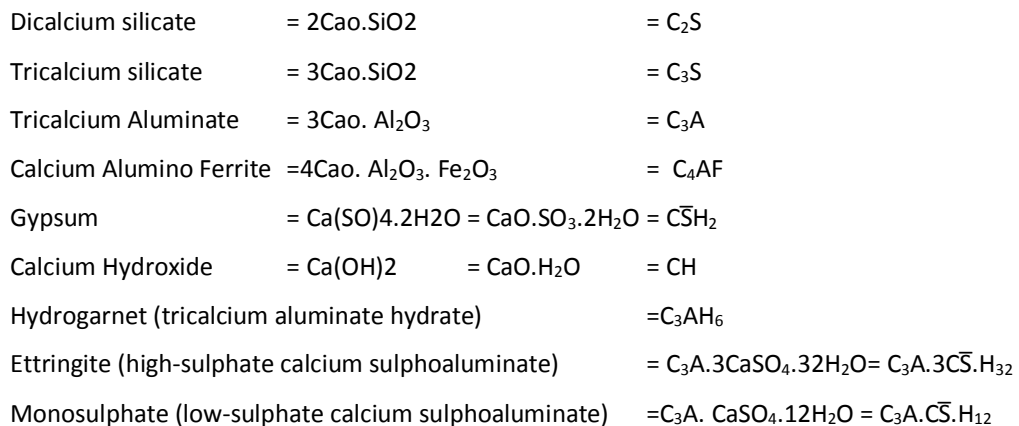 Dicalcium silicate = 2Cao.SiO2 = C₂S
Tricalcium silicate = 3Cao.SiO2 = C₃S
Tricalcium Aluminate = 3Cao. Al₂O₃ = C₃A
Calcium Alumino Ferrite =4Cao. Al₂O₃. Fe₂O₃ = C₄AF
Gypsum = Ca(SO)4.2H2O = CaO.SO₃.2H₂O = CS̅H₂
Calcium Hydroxide = Ca(OH)2 = CaO.H₂O = CH
Hydrogarnet (tricalcium aluminate hydrate) =C₃AH₆
Ettringite (high-sulphate calcium sulphoaluminate) = C₃A.3CaSO₄.32H₂O= C₃A.3CS̅.H₃₂
Monosulphate (low-sulphate calcium sulphoaluminate) =C₃A. CaSO₄.12H₂O = C₃A.CS̅.H₁₂